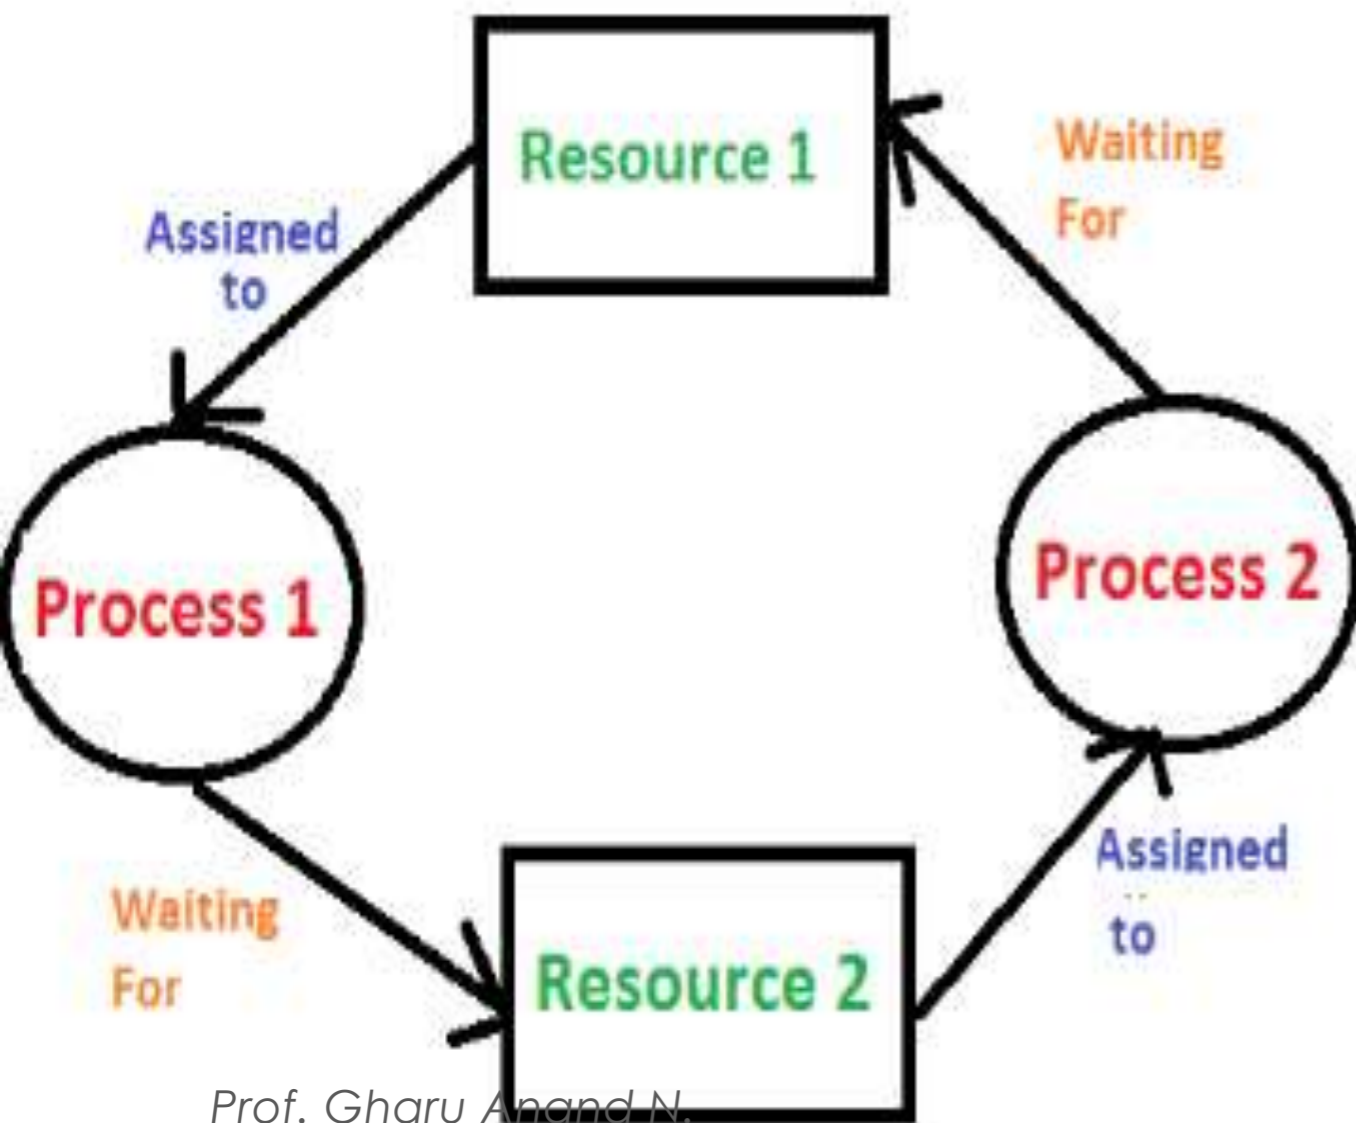 Resource 1
Waiting
For
Assigned
to
Process 1
Process 2
Waiting
For
Resource 2
Assigned
to
Prof. Gharu Anand N.